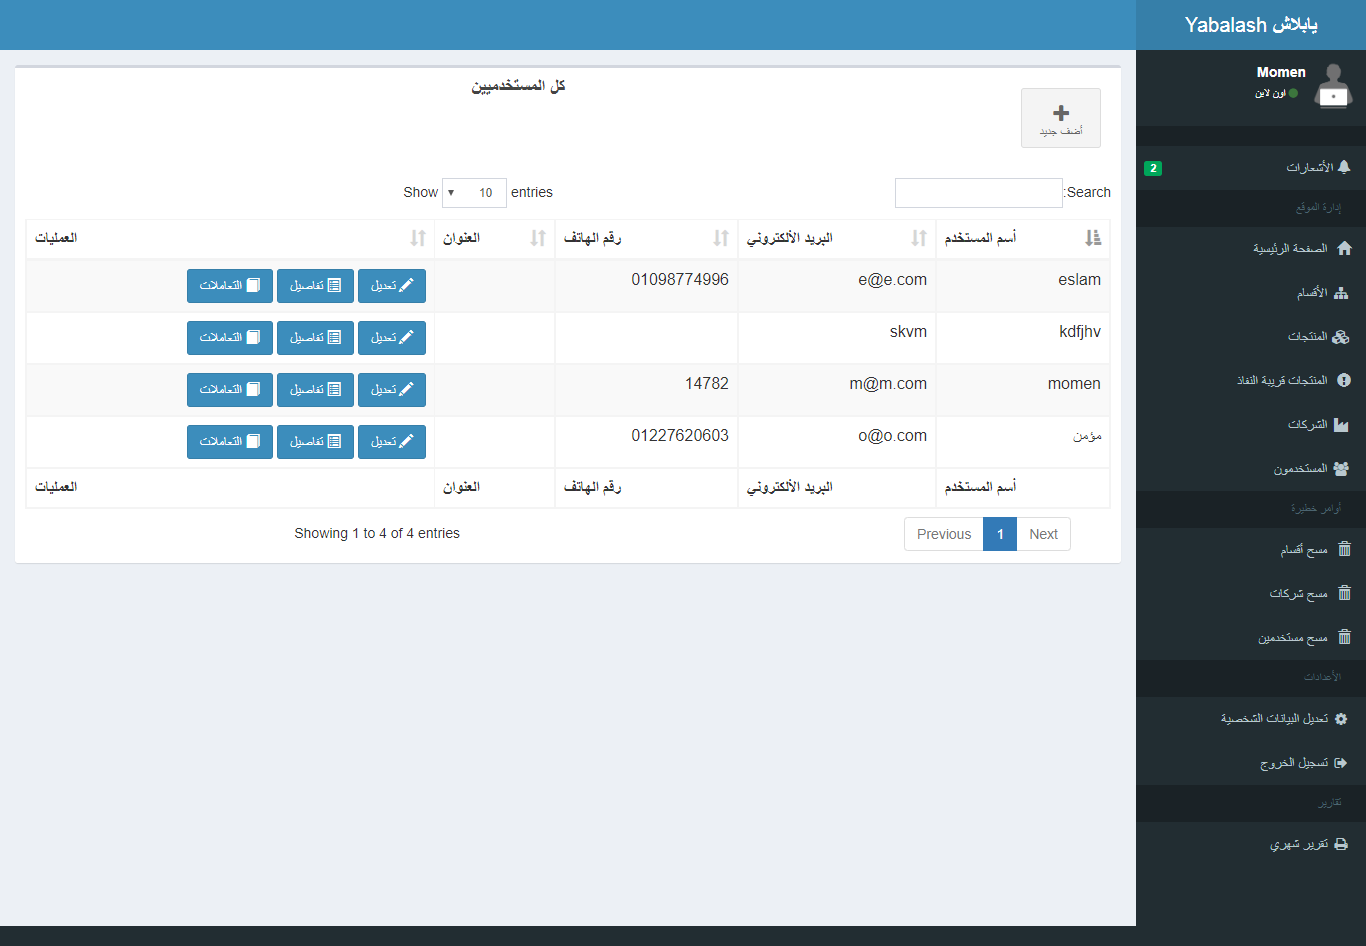 يابلاش Yabalash
Momen
اون لاين
الأشعارات
2
إدارة الموقع
الصفحة الرئيسية
الأقسام
المنتجات
المنتجات قريبة النفاذ
الشركات
المستخدمون
أوامر خطيرة
مسح أقسام
مسح شركات
مسح مستخدمين
الأعدادات
تعديل البيانات الشخصية
تسجيل الخروج
تقارير
تقرير شهري
كل المستخدميين
أضف جديد
Search:
Show 10 entries
أسم المستخدم البريد الألكتروني رقم الهاتف العنوان العمليات
eslam e@e.com 01098774996 تعديل تفاصيل التعاملات
kdfjhv skvm تعديل تفاصيل التعاملات
momen m@m.com 14782 تعديل تفاصيل التعاملات
مؤمن o@o.com 01227620603 تعديل تفاصيل التعاملات
أسم المستخدم البريد الألكتروني رقم الهاتف العنوان العمليات
Previous 1 Next
Showing 1 to 4 of 4 entries